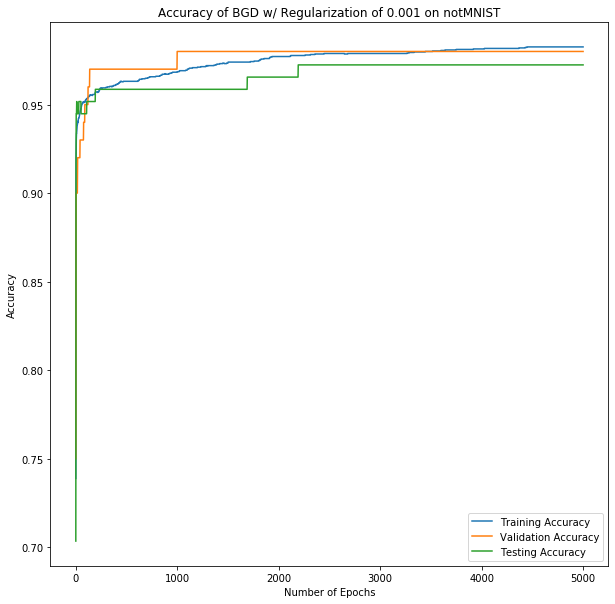 Accuracy of BGD w/ Regularization of 0.001 on notMNIST
Accuracy
0.95
0.90
0.85
0.80
0.75
0.70
Training Accuracy
Validation Accuracy
Testing Accuracy
0 1000 2000 3000 4000 5000
Number of Epochs